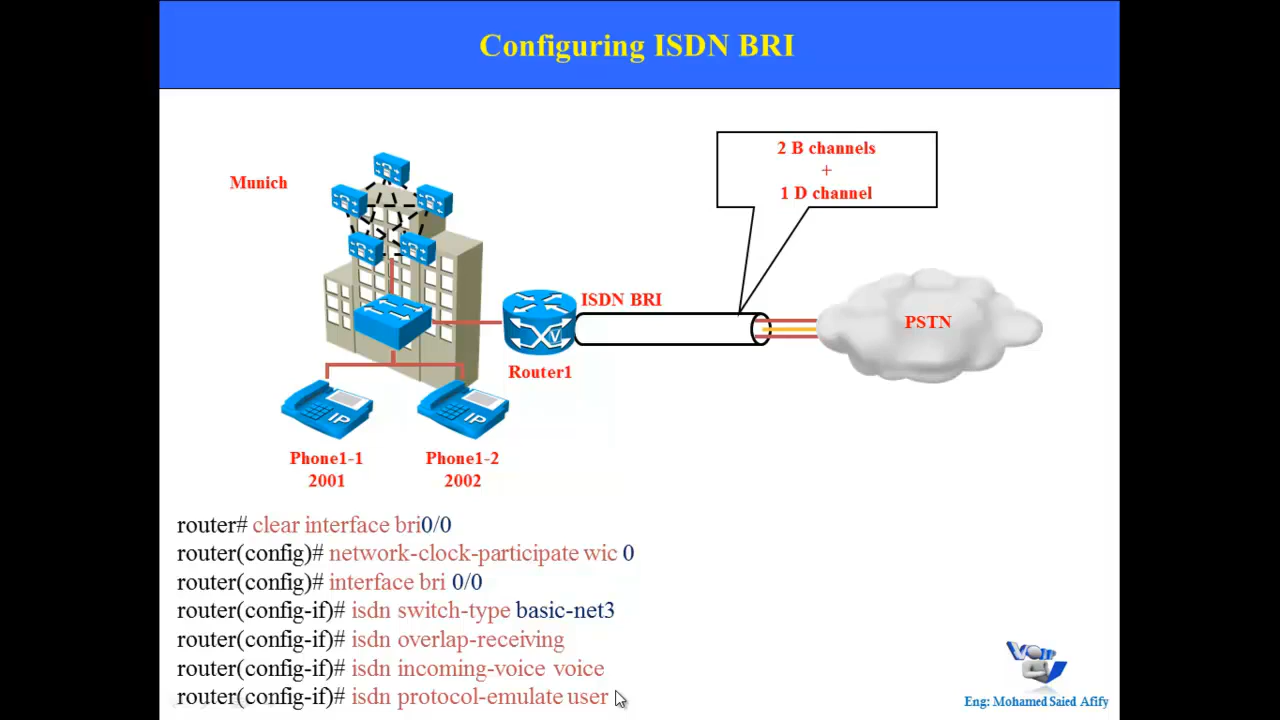 Configuring ISDN BRI
2 B channels
+
1 D channel
Munich
ISDN BRI
PSTN
V
Router1
IP
IP
Phone1-1
2001
Phone1-2
2002
router# clear interface bri0/0
router(config)# network-clock-participate wic 0
router(config)# interface bri 0/0
router(config-if)# isdn switch-type basic-net3
router(config-if)# isdn overlap-receiving
router(config-if)# isdn incoming-voice voice
router(config-if)# isdn protocol-emulate user
Eng: Mohamed Saied Afify